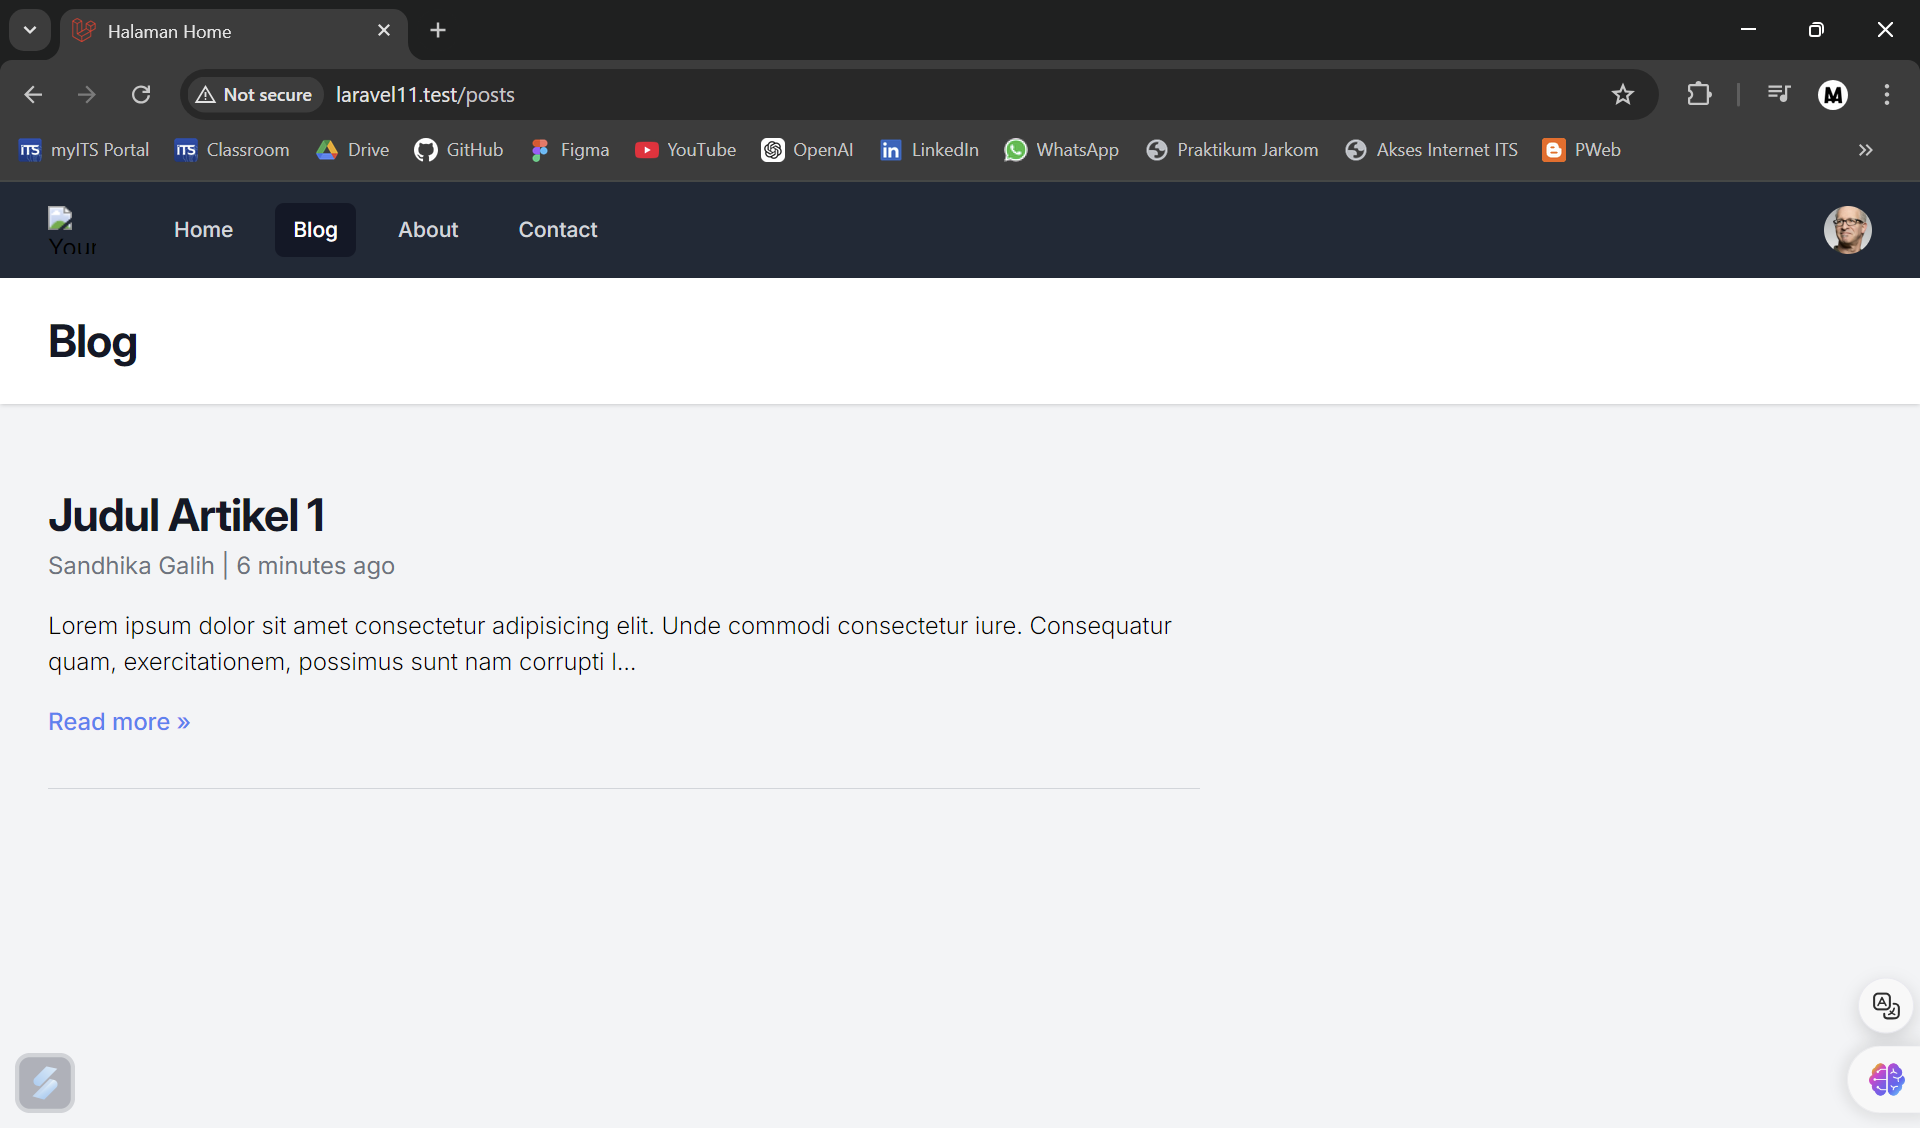 Halaman Home
Not secure laravel11.test/posts
myITS Portal Classroom Drive GitHub Figma YouTube OpenAI LinkedIn WhatsApp Praktikum Jarkom Akses Internet ITS PWeb »
Your Home Blog About Contact
Blog
Judul Artikel 1
Sandhika Galih | 6 minutes ago
Lorem ipsum dolor sit amet consectetur adipisicing elit. Unde commodi consectetur iure. Consequatur
quam, exercitationem, possimus sunt nam corrupti l...
Read more »